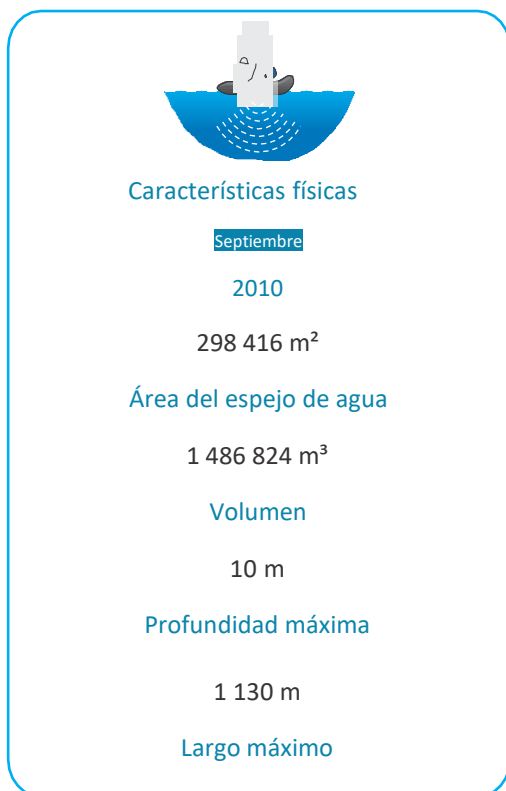 Características físicas
Septiembre
2010
298 416 m²
Área del espejo de agua
1 486 824 m³
Volumen
10 m
Profundidad máxima
1 130 m
Largo máximo